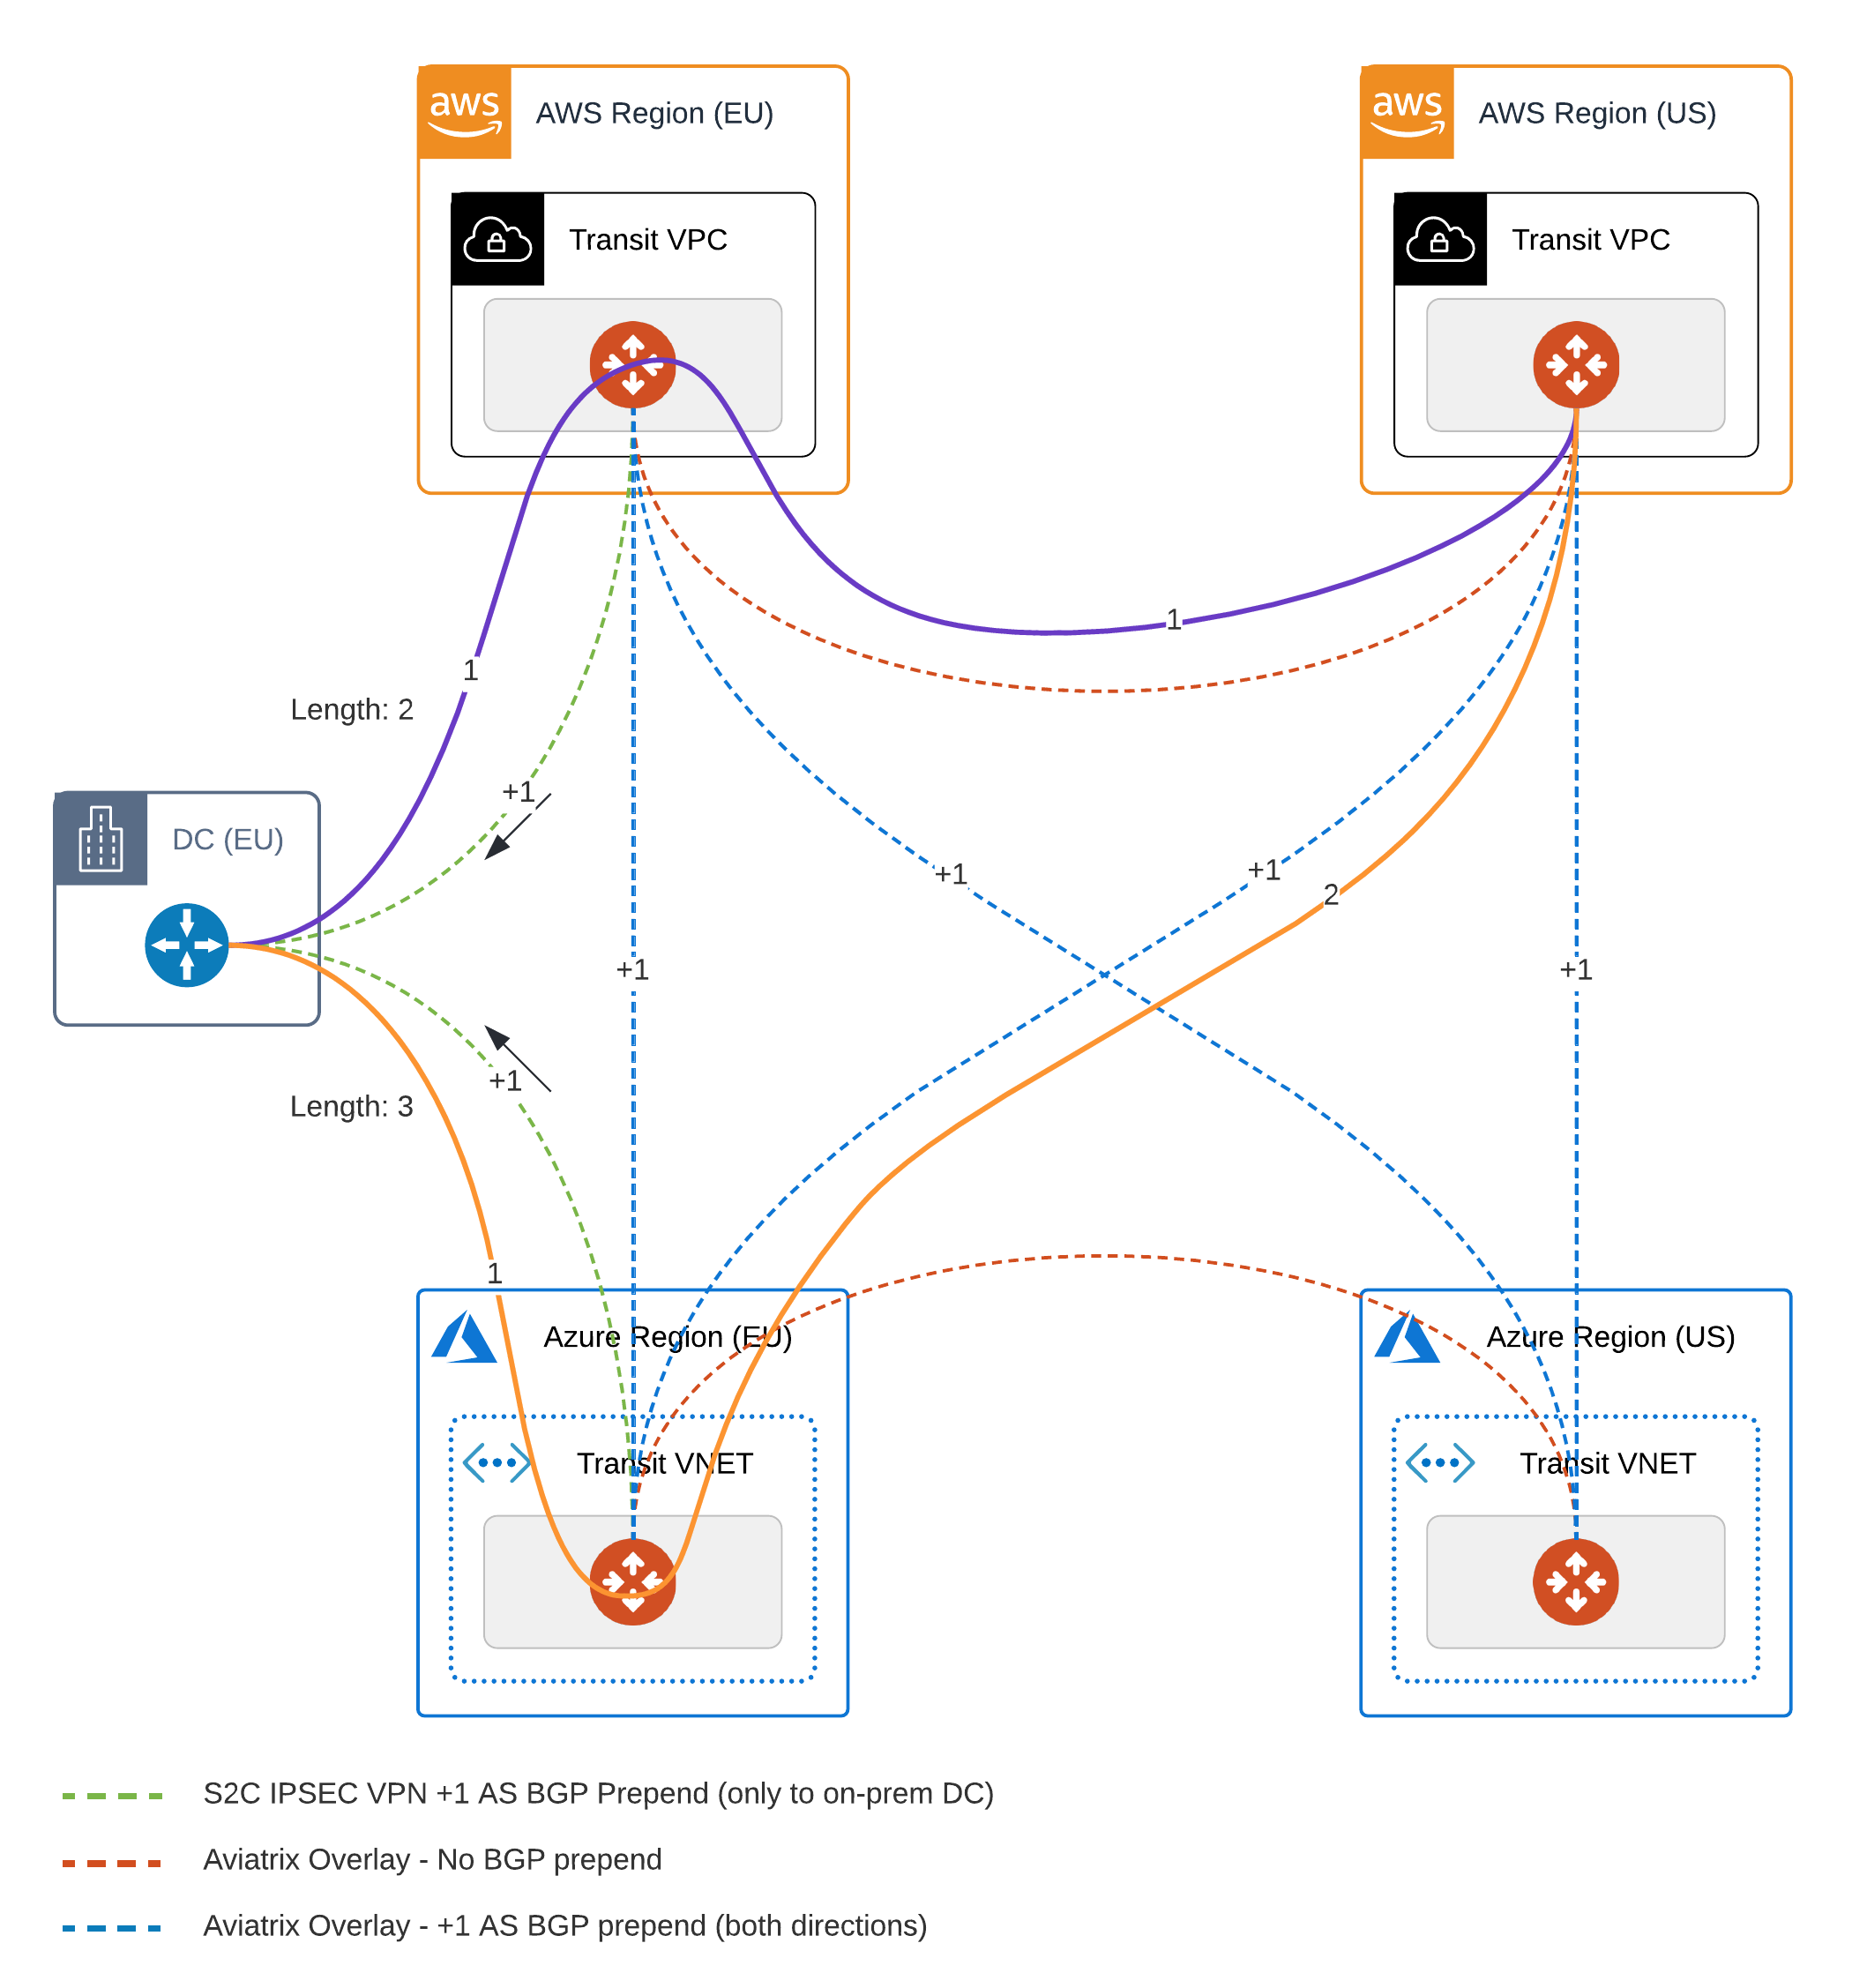 aws
AWS Region (EU)
aws
AWS Region (US)
Transit VPC
Transit VPC
1
1
Length: 2
+1
DC (EU)
+1
+1
2
+1
+1
+1
Length: 3
1
Azure Region (EU)
Azure Region (US)
Transit VNET
Transit VNET
S2C IPSEC VPN +1 AS BGP Prepend (only to on-prem DC)
Aviatrix Overlay - No BGP prepend
Aviatrix Overlay - +1 AS BGP prepend (both directions)